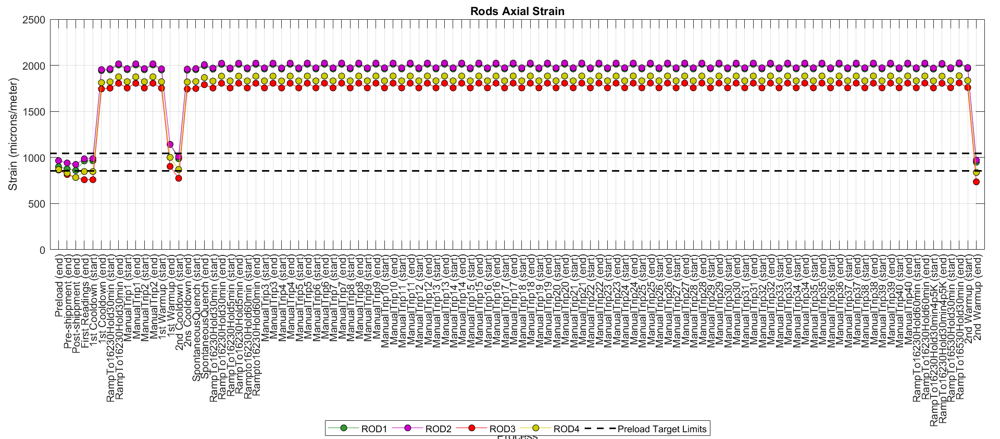 Rods Axial Strain
2500
2000
1500
1000
500
0
Strain (microns/meter)
Preload (end)
Pre-shippment (end
Post-shippment (end)
First Readings (end)
1st Cooldown (start)
1st Cooldown (end)
RampTo16230Hold30min (start)
RampTo16230Hold30min (end)
ManualTrip1 (start)
ManualTrip1 (end)
ManualTrip2 (start)
ManualTrip2 (end)
1st Warmup (start)
1st Warmup (end)
2nd Cooldown (start)
2ns Cooldown (end)
SpontaneousQuench (start)
SpontaneousQuench (end)
RampTo16230Hold30min (start)
RampTo16230Hold30min (end)
RampTo16230Hold5min (start)
RampTo16230Hold5min (end)
Rampto16230Hold60min (start)
Rampto16230Hold60min (end)
ManualTrip3 (start)
ManualTrip3 (end)
ManualTrip4 (start)
ManualTrip4 (end)
ManualTrip5 (start)
ManualTrip5 (end)
ManualTrip6 (start)
ManualTrip6 (end)
ManualTrip7 (start)
ManualTrip7 (end)
ManualTrip8 (start)
ManualTrip8 (end)
ManualTrip9 (start)
ManualTrip9 (end)
ManualTrip10 (start)
ManualTrip10 (end)
ManualTrip11 (start)
ManualTrip11 (end)
ManualTrip12 (start)
ManualTrip12 (end)
ManualTrip13 (start)
ManualTrip13 (end)
ManualTrip14 (start)
ManualTrip14 (end)
ManualTrip15 (start)
ManualTrip15 (end)
ManualTrip16 (start)
ManualTrip16 (end)
ManualTrip17 (start)
ManualTrip17 (end)
ManualTrip18 (start)
ManualTrip18 (end)
ManualTrip19 (start)
ManualTrip19 (end)
ManualTrip20 (start)
ManualTrip20 (end)
ManualTrip21 (start)
ManualTrip21 (end)
ManualTrip22 (start)
ManualTrip22 (end)
ManualTrip23 (start)
ManualTrip23 (end)
ManualTrip24 (start)
ManualTrip24 (end)
ManualTrip25 (start)
ManualTrip25 (end)
ManualTrip26 (start)
ManualTrip26 (end)
ManualTrip27 (start)
ManualTrip27 (end)
ManualTrip28 (start)
ManualTrip28 (end)
ManualTrip29 (start)
ManualTrip29 (end)
ManualTrip30 (start)
ManualTrip30 (end)
ManualTrip31 (start)
ManualTrip31 (end)
ManualTrip32 (start)
ManualTrip32 (end)
ManualTrip33 (start)
ManualTrip33 (end)
ManualTrip34 (start)
ManualTrip34 (end)
ManualTrip35 (start)
ManualTrip35 (end)
ManualTrip36 (start)
ManualTrip36 (end)
ManualTrip37 (start)
ManualTrip37 (end)
ManualTrip38 (start)
ManualTrip38 (end)
ManualTrip39 (start)
ManualTrip39 (end)
ManualTrip40 (start)
ManualTrip40 (end)
RampTo16230Hold60min (start)
RampTo16230Hold60min (end)
RampTo16230Hold30min4p5K (start)
RampTo16230Hold30min4p5K (end)
RampTo16530Hold30min (start)
RampTo16530Hold30min (end)
2nd Warmup (start)
2nd Warmup (end)
ROD1 ROD2 ROD3 ROD4 Preload Target Limits
Process